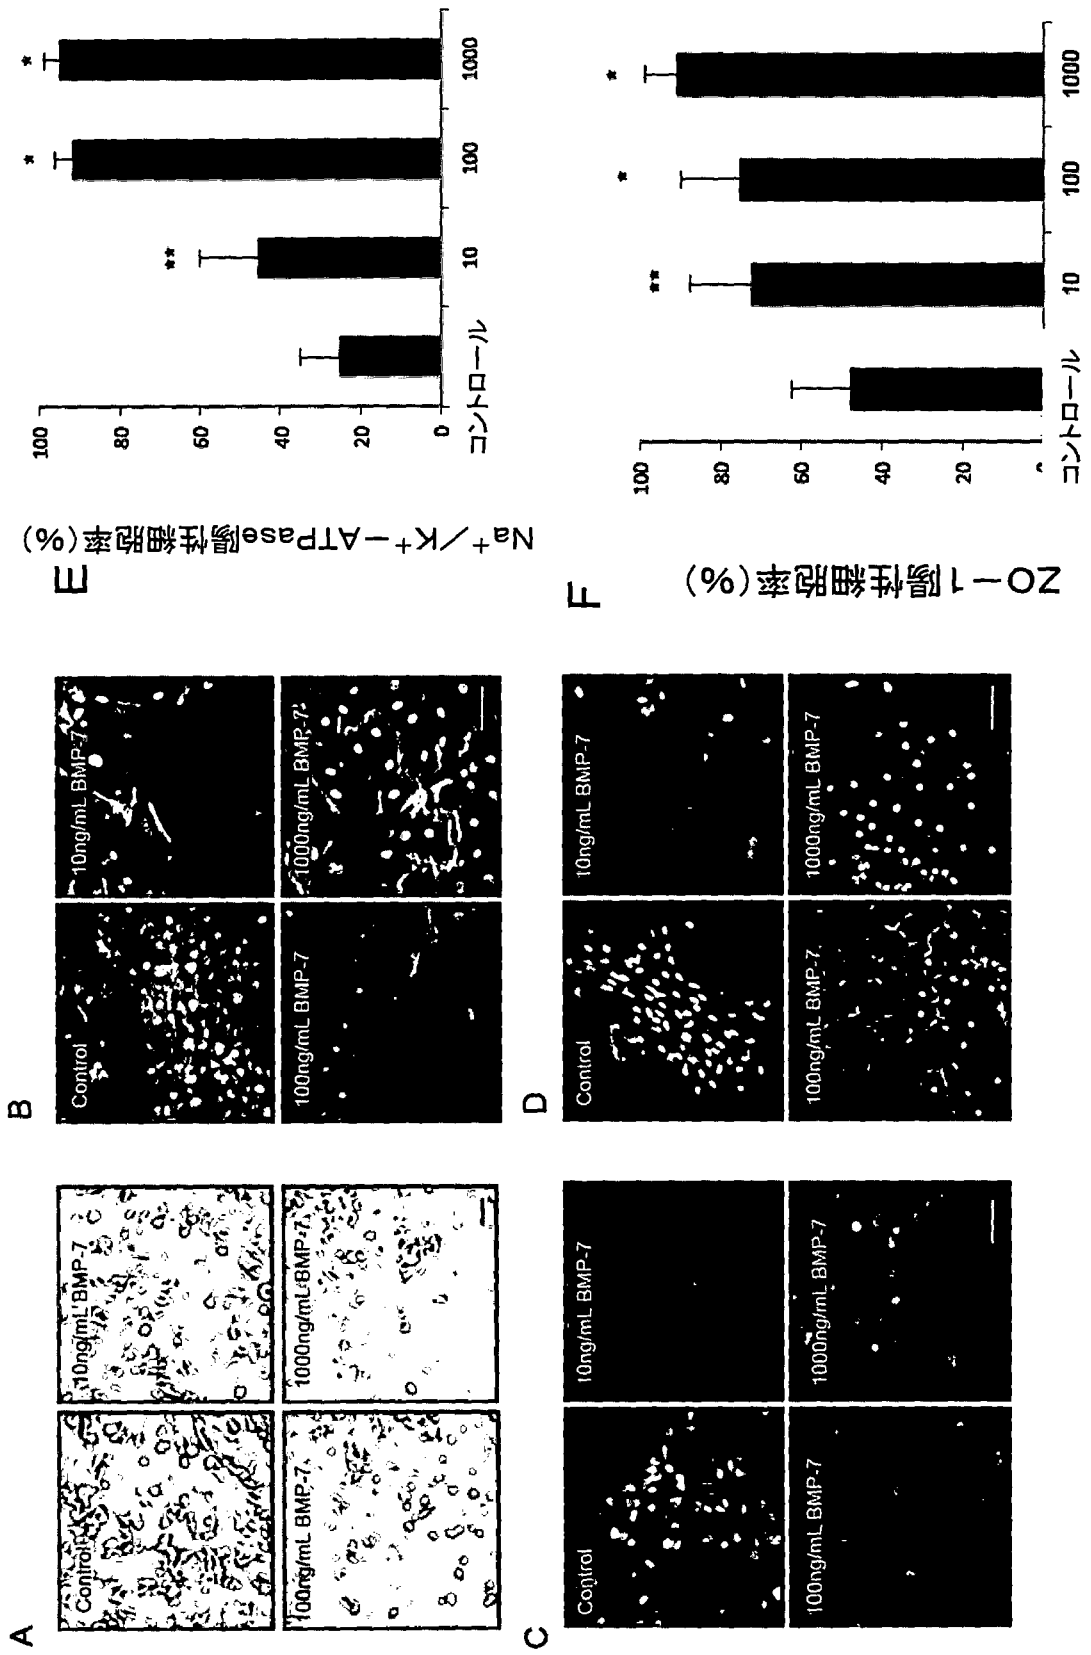 A
Control
10ng/mL BMP-7
100ng/mL BMP-7
1000ng/mL BMP-7
B
Control
10ng/mL BMP-7
100ng/mL BMP-7
1000ng/mL BMP-7
C
Control
10ng/mL BMP-7
100ng/mL BMP-7
1000ng/mL BMP-7
D
Control
10ng/mL BMP-7
100ng/mL BMP-7
1000ng/mL BMP-7
E
Na⁺/K⁺-ATPase陽性細胞率(%)
100
80
60
40
20
0
** * *
コントロール 10 100 1000
F
ZO-1陽性細胞率(%)
100
80
60
40
20
** * *
コントロール 10 100 1000